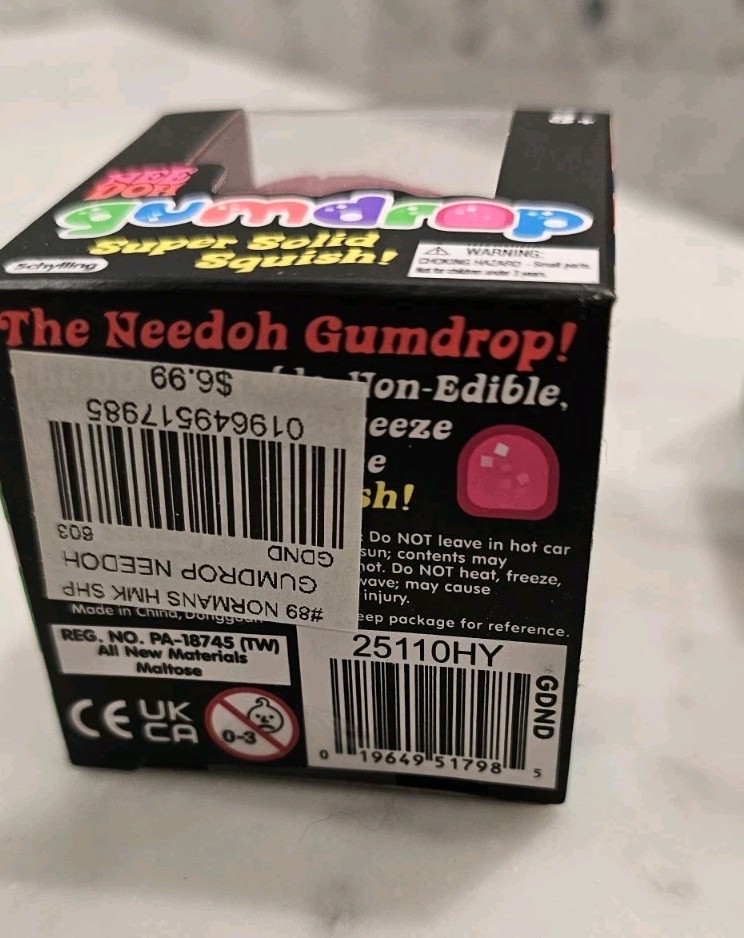 NEE
DOH
gumdrop
Super Solid
Squish!
Schylling
WARNING:
CHOKING HAZARD - Small parts.
Not for children under 3 years.
The Needoh Gumdrop!
Non-Edible,
eeze
e
sh!
$6.99
019649517985
603
GDND
GUMDROP NEEDOH
#89 NORMANS HMK SHP
Do NOT leave in hot car
sun; contents may
hot. Do NOT heat, freeze,
wave; may cause
injury.
eep package for reference.
Made in China, Dongguan
REG. NO. PA-18745 (TW)
All New Materials
Maltose
CE UK
CA
0-3
25110HY
GDND
0 19649 51798 5